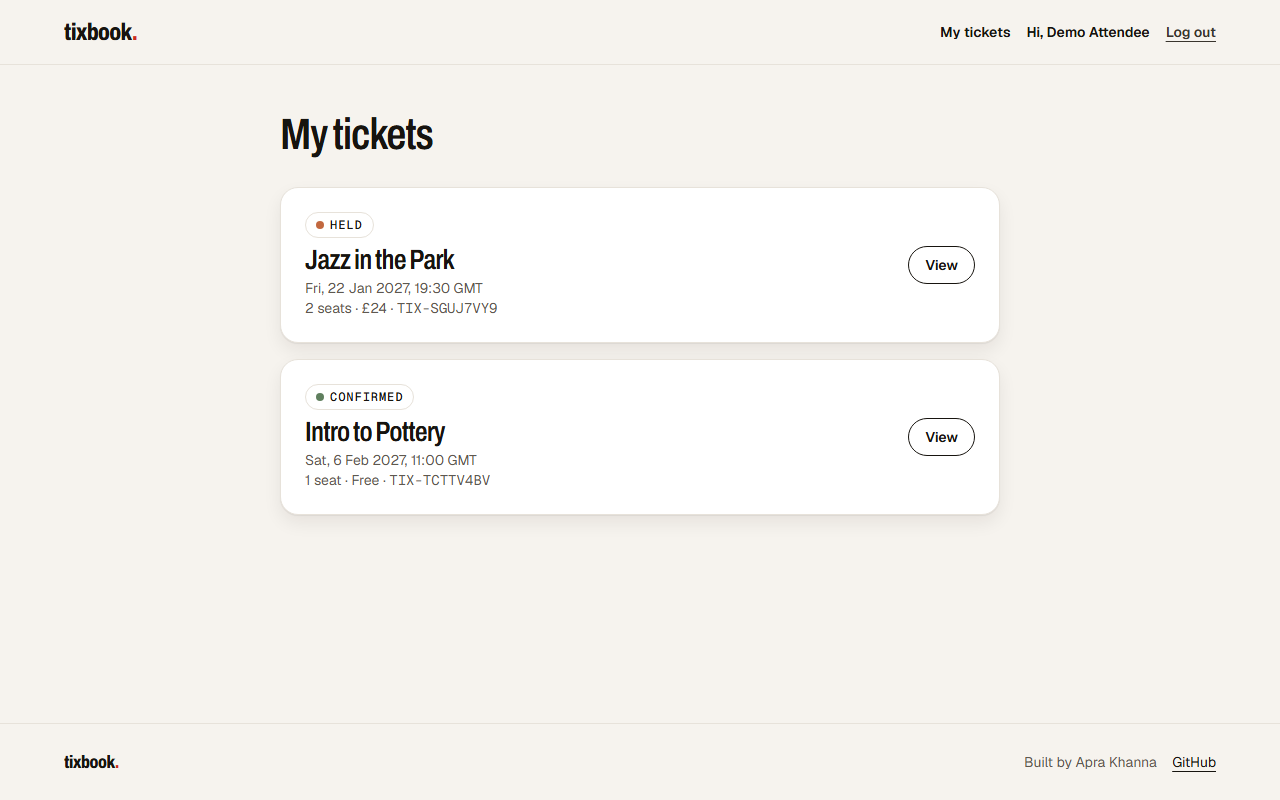 tixbook.
My tickets Hi, Demo Attendee Log out
My tickets
HELD
Jazz in the Park
Fri, 22 Jan 2027, 19:30 GMT
2 seats · £24 · TIX-SGUJ7VY9
View
CONFIRMED
Intro to Pottery
Sat, 6 Feb 2027, 11:00 GMT
1 seat · Free · TIX-TCTTV4BV
View
tixbook.
Built by Apra Khanna GitHub